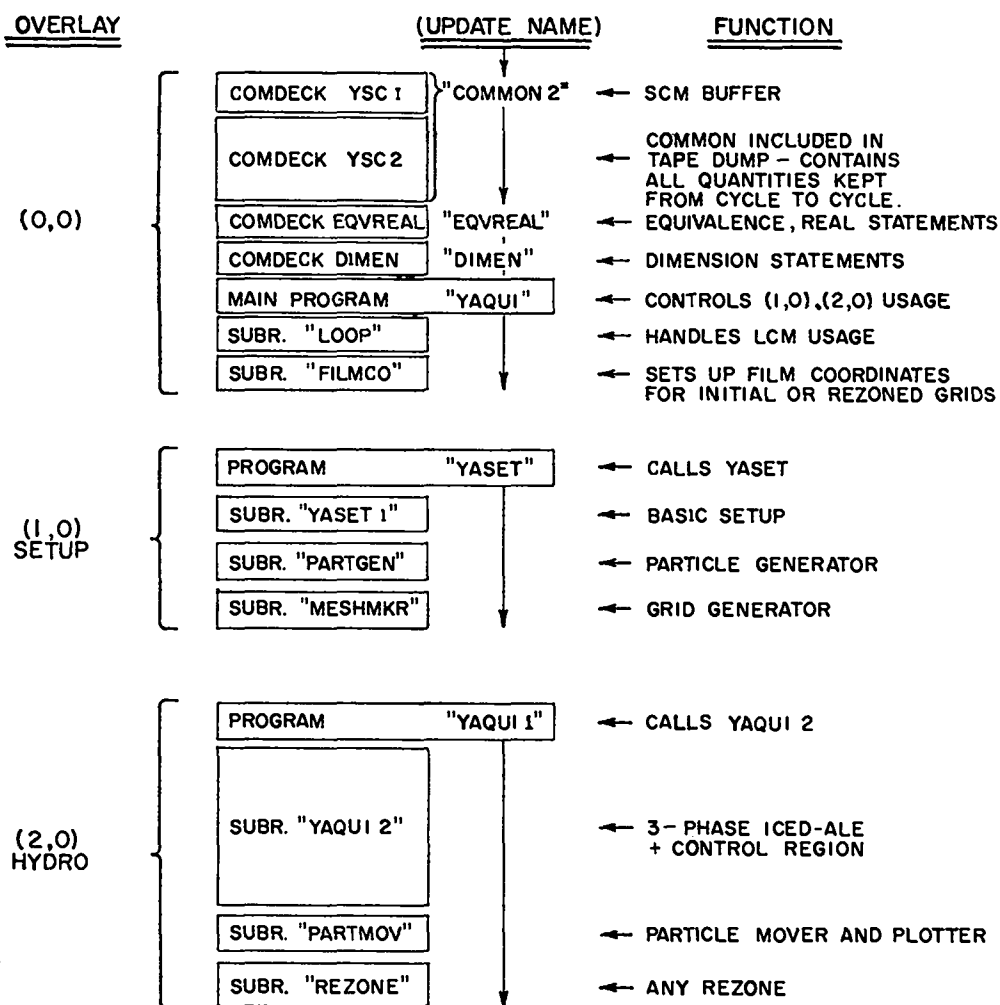 OVERLAY (UPDATE NAME) FUNCTION
COMDECK YSC 1 "COMMON 2" SCM BUFFER
COMDECK YSC 2
COMMON INCLUDED IN
TAPE DUMP - CONTAINS
ALL QUANTITIES KEPT
FROM CYCLE TO CYCLE.
(0,0)
COMDECK EQVREAL "EQVREAL" EQUIVALENCE, REAL STATEMENTS
COMDECK DIMEN "DIMEN" DIMENSION STATEMENTS
MAIN PROGRAM "YAQUI" CONTROLS (1,0),(2,0) USAGE
SUBR. "LOOP" HANDLES LCM USAGE
SUBR. "FILMCO" SETS UP FILM COORDINATES
FOR INITIAL OR REZONED GRIDS
(1,0)
SETUP
PROGRAM "YASET" CALLS YASET
SUBR. "YASET 1" BASIC SETUP
SUBR. "PARTGEN" PARTICLE GENERATOR
SUBR. "MESHMKR" GRID GENERATOR
(2,0)
HYDRO
PROGRAM "YAQUI 1" CALLS YAQUI 2
SUBR. "YAQUI 2" 3-PHASE ICED-ALE
+ CONTROL REGION
SUBR. "PARTMOV" PARTICLE MOVER AND PLOTTER
SUBR. "REZONE" ANY REZONE